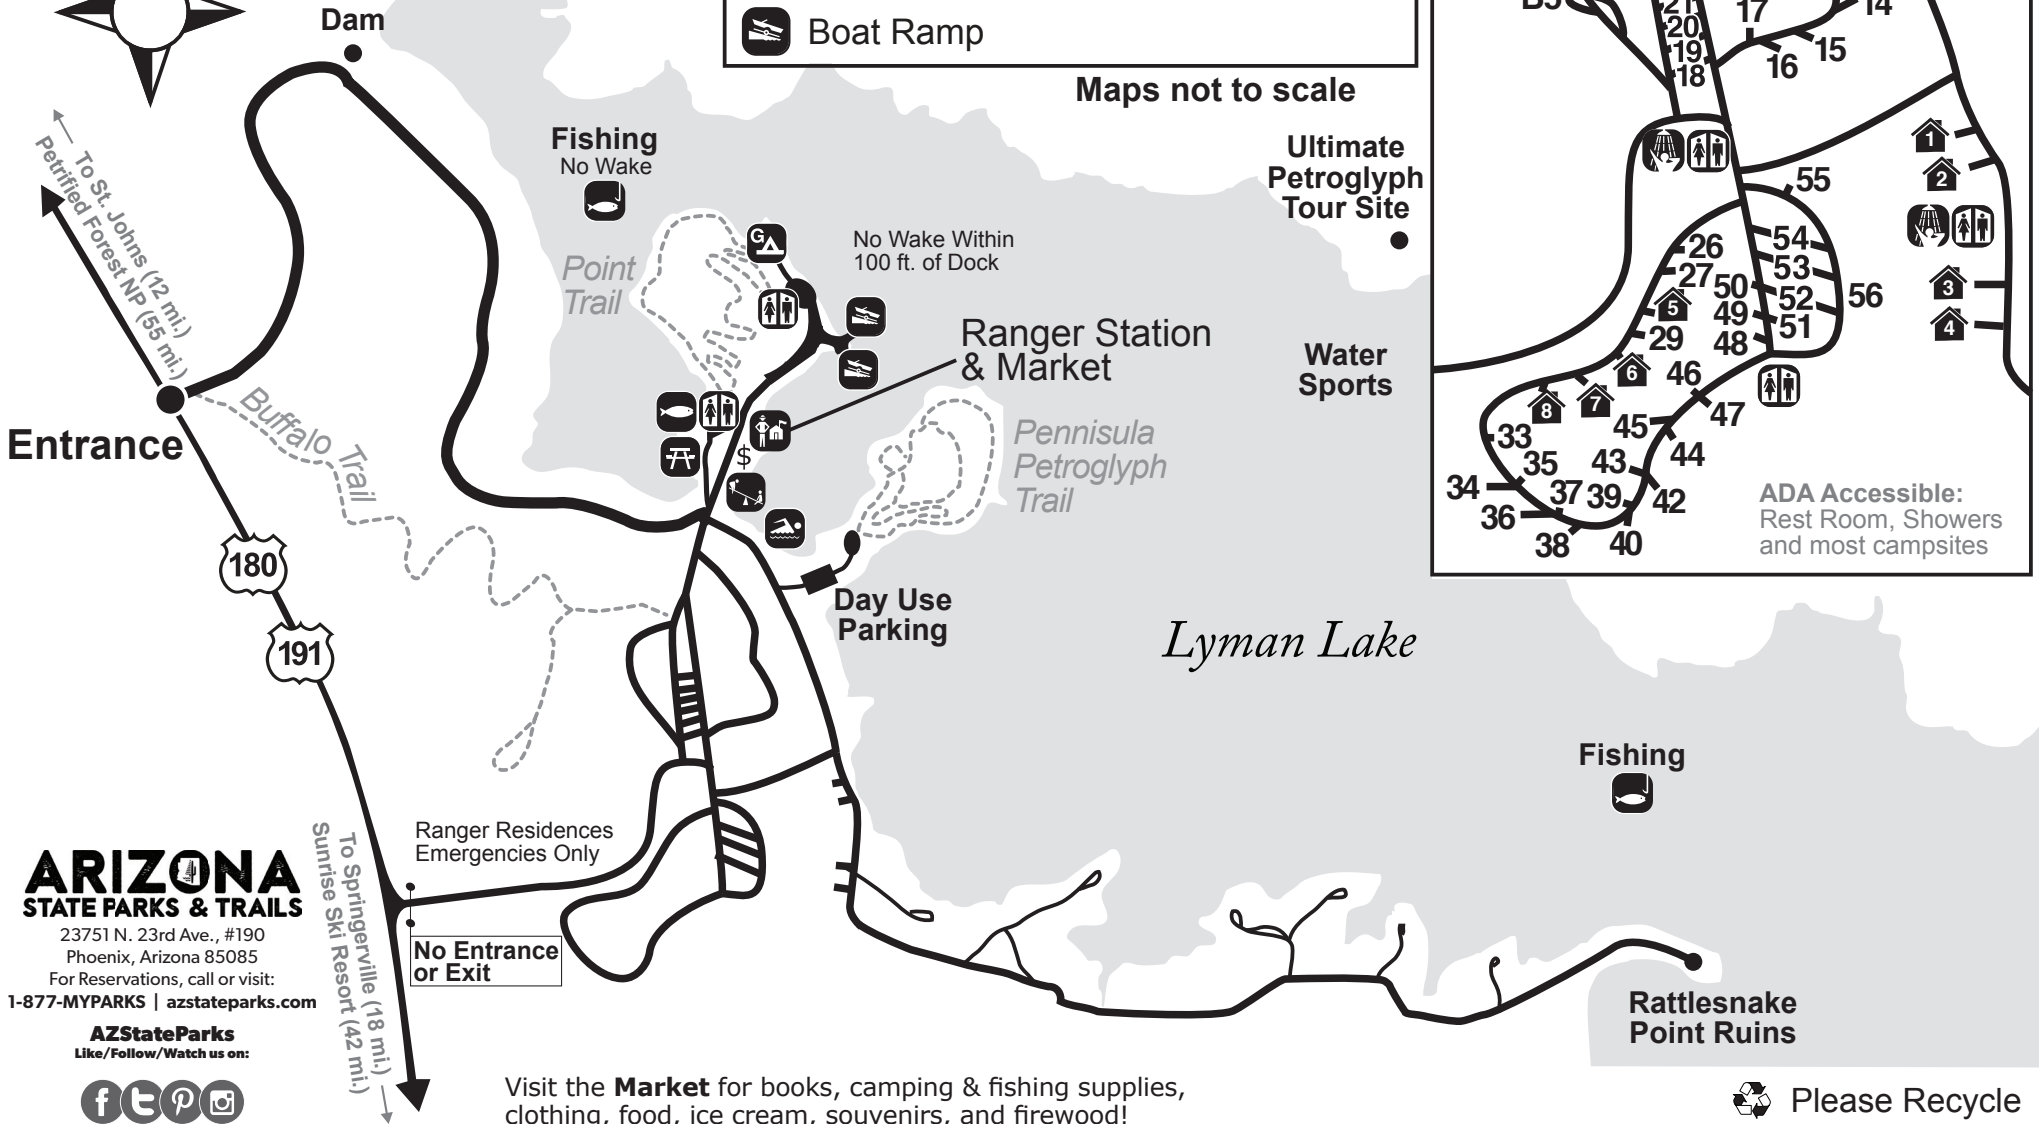 Dam
Boat Ramp
Maps not to scale
Fishing
No Wake
Ultimate
Petroglyph
Tour Site
To St. Johns (12 mi.)
Petrified Forest NP (55 mi.)
G
No Wake Within
100 ft. of Dock
Point
Trail
Ranger Station
& Market
Water
Sports
Buffalo Trail
Entrance
$
Pennisula
Petroglyph
Trail
180
191
Day Use
Parking
Lyman Lake
Fishing
Ranger Residences
Emergencies Only
No Entrance
or Exit
To Springerville (18 mi.)
Sunrise Ski Resort (42 mi.)
Rattlesnake
Point Ruins
21
20
19
18
17
14
16
15
1
2
55
26
54
27
53
3
50
52
56
5
49
51
4
29
48
6
46
8
7
47
45
33
44
35
43
34
37
39
42
36
38
40
ADA Accessible:
Rest Room, Showers
and most campsites
ARIZONA
STATE PARKS & TRAILS
23751 N. 23rd Ave., #190
Phoenix, Arizona 85085
For Reservations, call or visit:
1-877-MYPARKS | azstateparks.com
AZStateParks
Like/Follow/Watch us on:
Visit the Market for books, camping & fishing supplies,
clothing, food, ice cream, souvenirs, and firewood!
Please Recycle